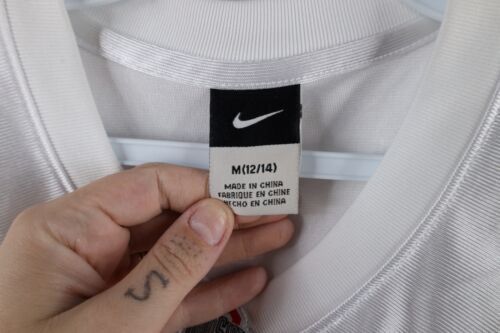 M(12/14)
MADE IN CHINA
FABRIQUE EN CHINE
HECHO EN CHINA